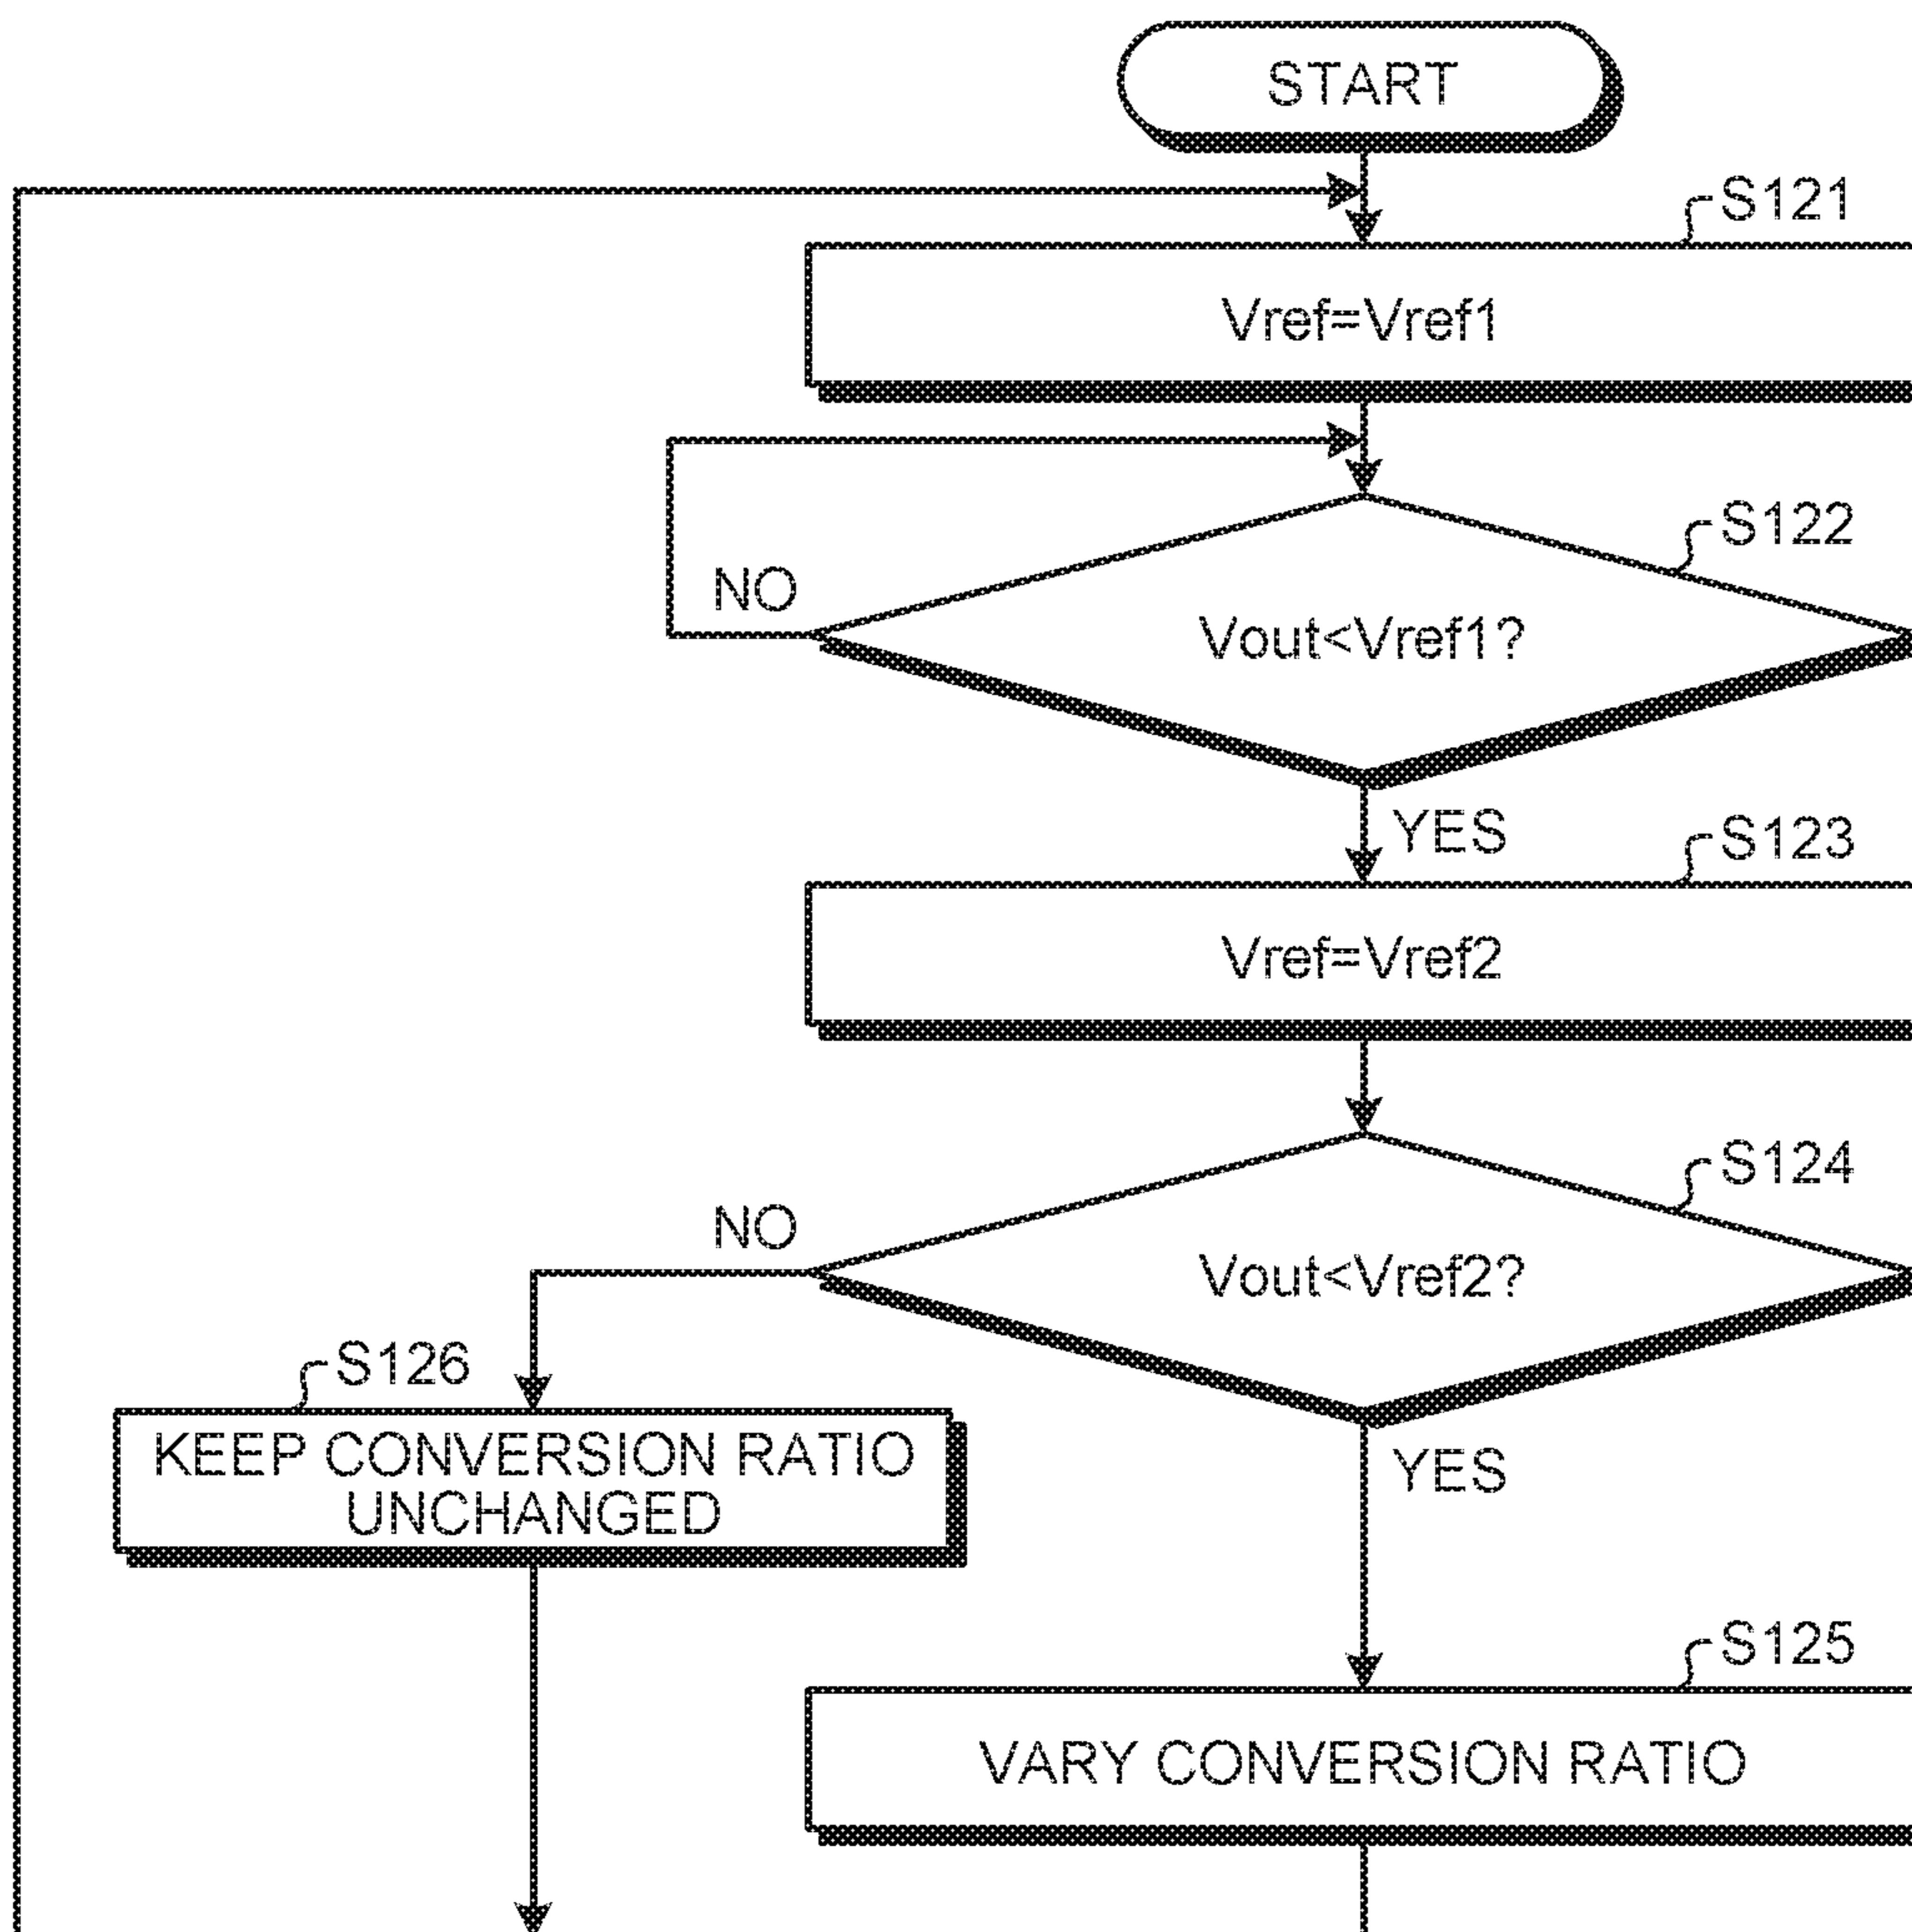 START
S121
Vref=Vref1
S122
NO
Vout<Vref1?
YES
S123
Vref=Vref2
S124
NO
Vout<Vref2?
S126
KEEP CONVERSION RATIO
UNCHANGED
YES
S125
VARY CONVERSION RATIO